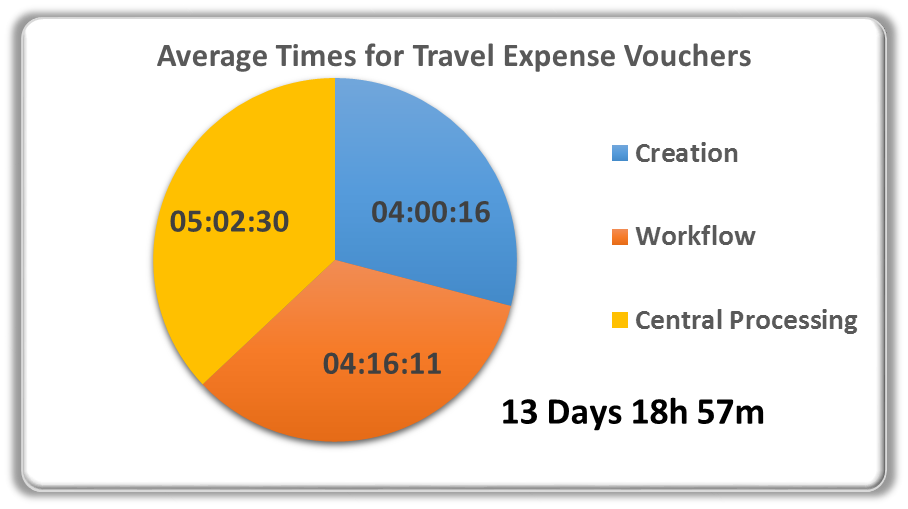 Average Times for Travel Expense Vouchers
05:02:30
04:00:16
04:16:11
Creation
Workflow
Central Processing
13 Days 18h 57m